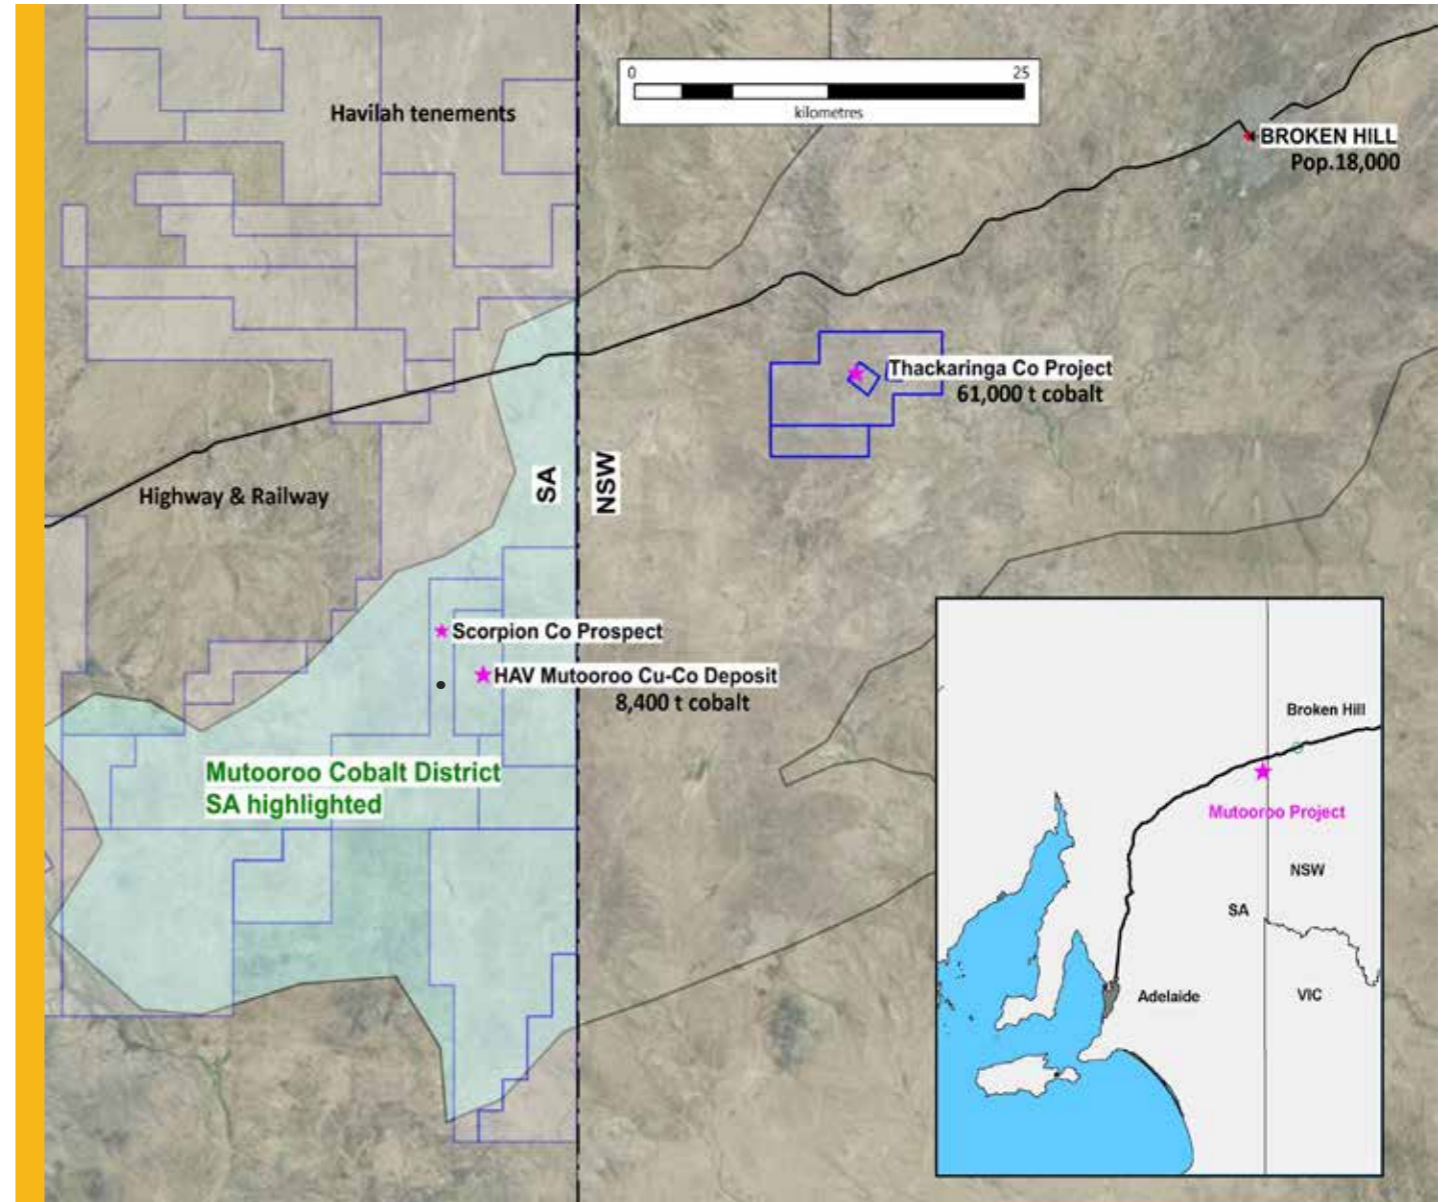 0 25
kilometres
Havilah tenements
BROKEN HILL
Pop.18,000
Thackaringa Co Project
61,000 t cobalt
SA
NSW
Highway & Railway
Scorpion Co Prospect
HAV Mutooroo Cu-Co Deposit
8,400 t cobalt
Mutooroo Cobalt District
SA highlighted
Broken Hill
Mutooroo Project
NSW
SA
Adelaide
VIC